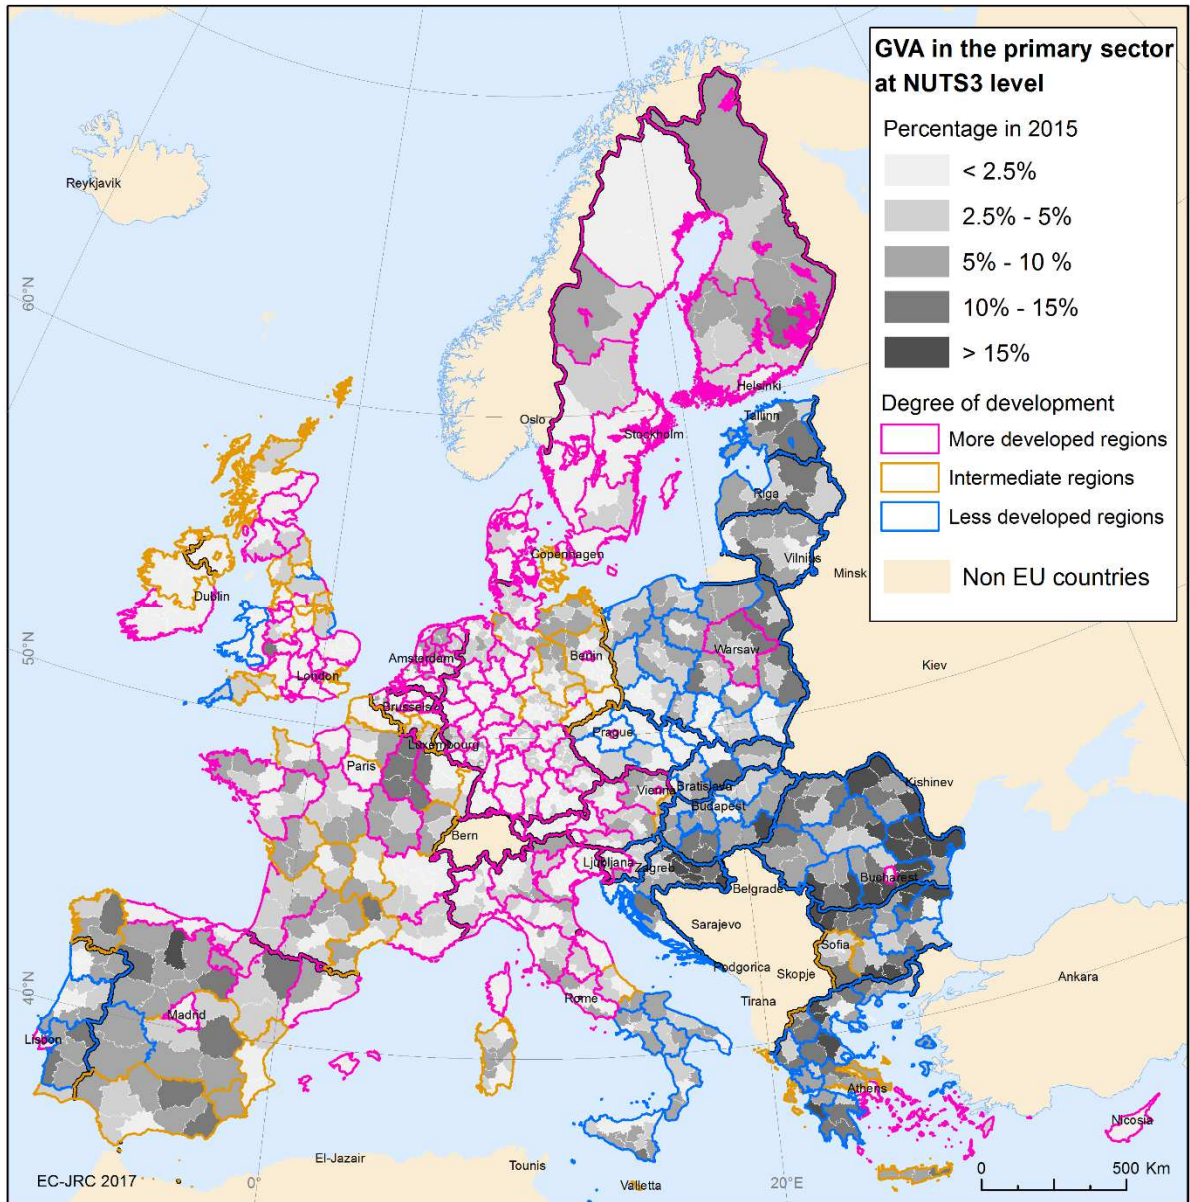 GVA in the primary sector
at NUTS3 level
Percentage in 2015
< 2.5%
2.5% - 5%
5% - 10 %
10% - 15%
> 15%
Degree of development
More developed regions
Intermediate regions
Less developed regions
Non EU countries
Reykjavik
60°N
Oslo
Helsinki
Tallinn
Stockholm
Riga
Copenhagen
Vilnius
Minsk
Dublin
50°N
Amsterdam
Berlin
Warsaw
Kiev
London
Brussels
Prague
Luxembourg
Paris
Kishinev
Vienna
Bratislava
Budapest
Bern
Ljubljana
Zagreb
Bucharest
Belgrade
Sarajevo
Sofia
Podgorica
Skopje
Ankara
40°N
Rome
Tirana
Madrid
Lisbon
Athens
Nicosia
El-Jazair
Tounis
Valletta
EC-JRC 2017
0°
20°E
0
500 Km